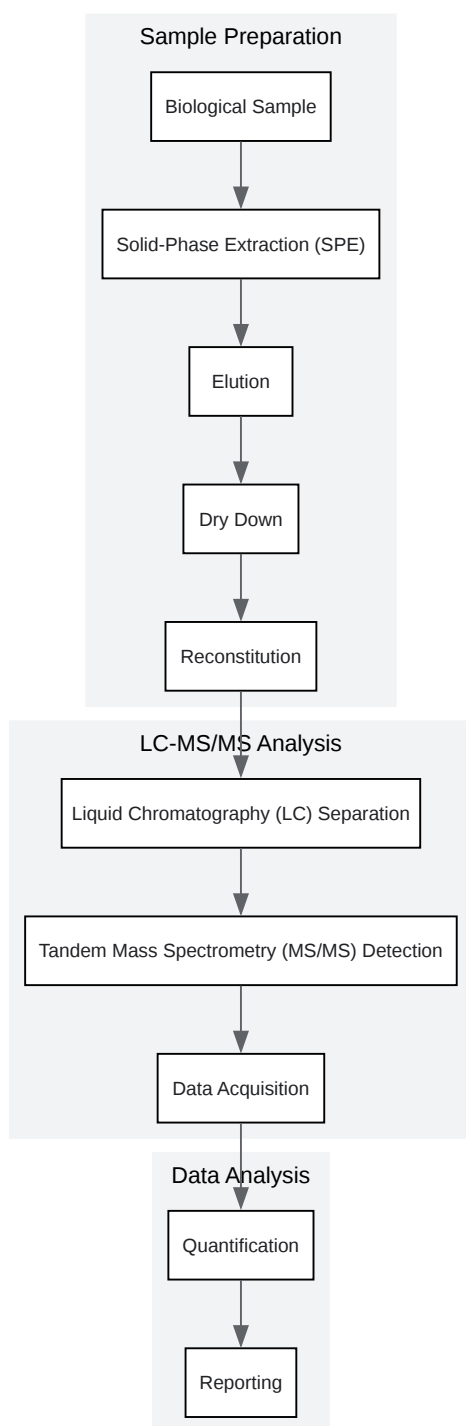 Sample Preparation
Biological Sample
Solid-Phase Extraction (SPE)
Elution
Dry Down
Reconstitution
LC-MS/MS Analysis
Liquid Chromatography (LC) Separation
Tandem Mass Spectrometry (MS/MS) Detection
Data Acquisition
Data Analysis
Quantification
Reporting